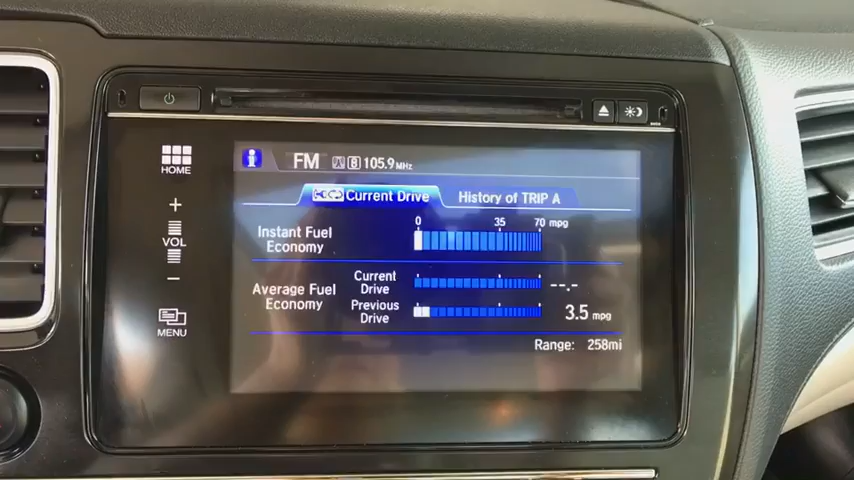 FM B 105.9 MHz
HOME
Current Drive
History of TRIP A
+
VOL
−
MENU
0 35 70 mpg
Instant Fuel
Economy
Average Fuel
Economy
Current
Drive
--.-
Previous
Drive
3.5 mpg
Range: 258mi